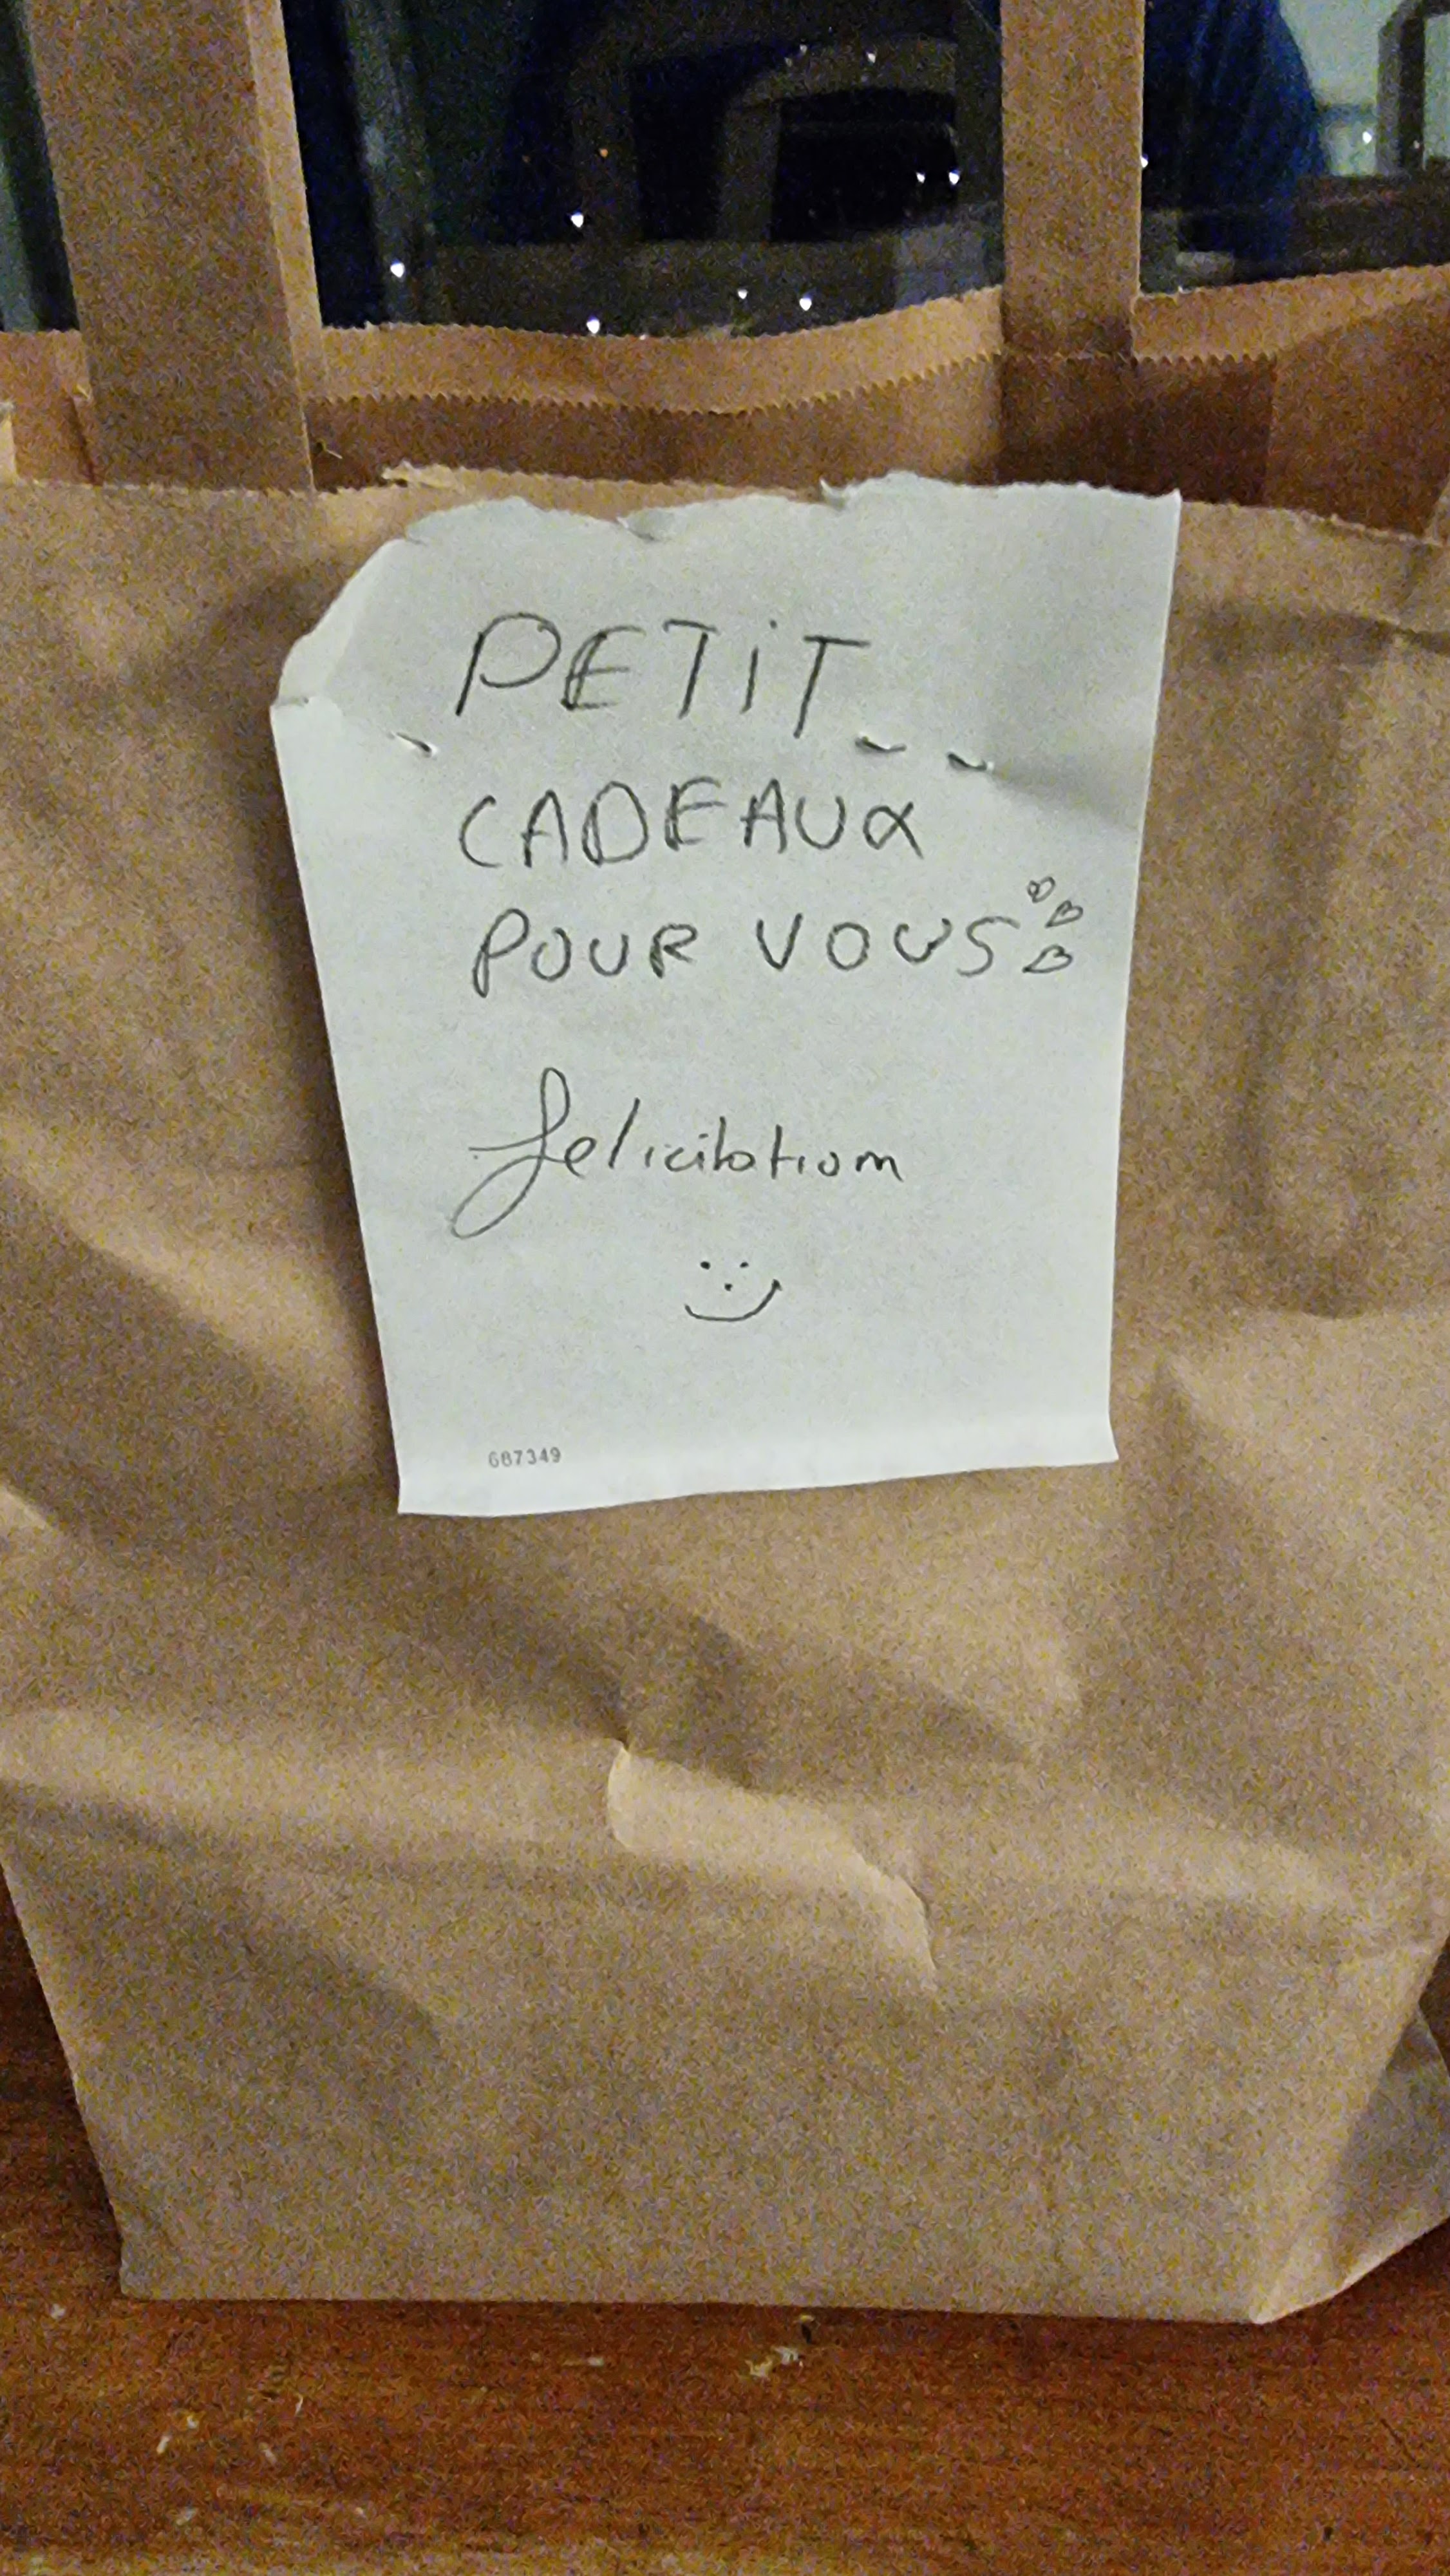 PETiT
CADEAUX
POUR VOUS
felicitation
687349